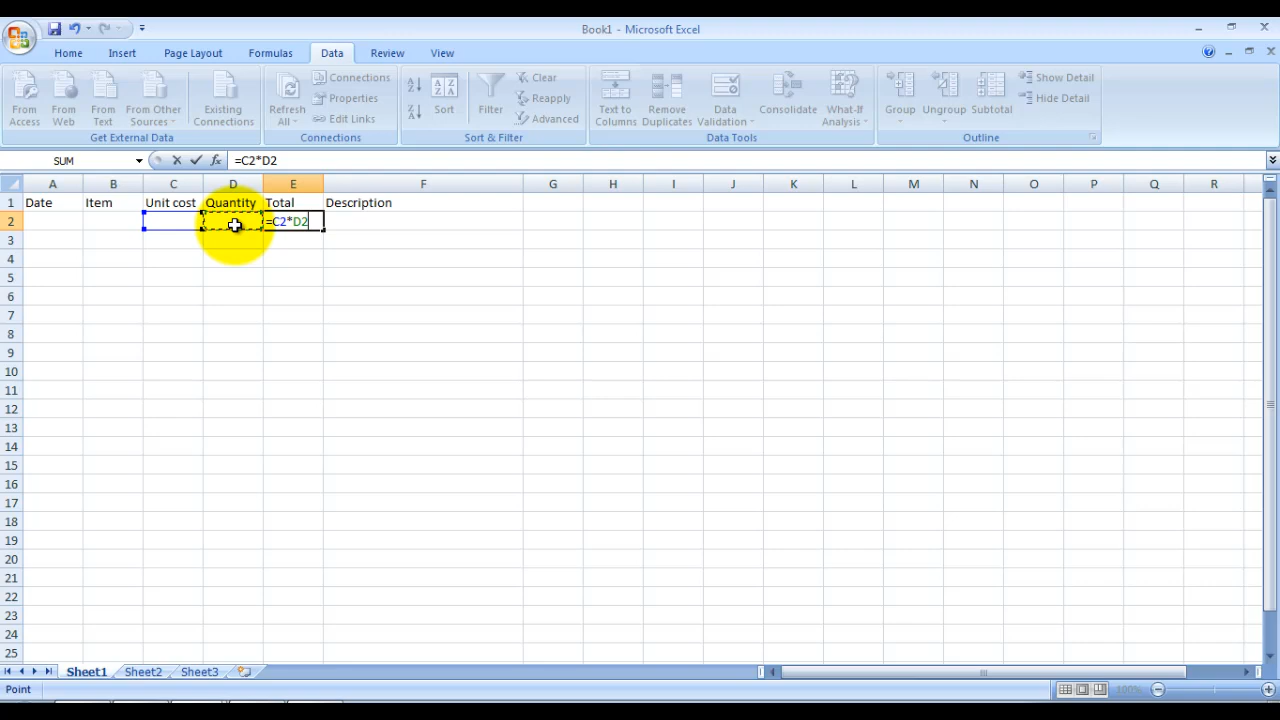 Book1 - Microsoft Excel
Home Insert Page Layout Formulas Data Review View
From Access
From Web
From Text
From Other Sources
Existing Connections
Get External Data
Refresh All
Connections
Properties
Edit Links
Connections
Sort
Filter
Clear
Reapply
Advanced
Sort & Filter
Text to Columns
Remove Duplicates
Data Validation
Consolidate
What-If Analysis
Data Tools
Group
Ungroup
Subtotal
Show Detail
Hide Detail
Outline
SUM fx =C2*D2
A B C D E F G H I J K L M N O P Q R
1 Date Item Unit cost Quantity Total Description
2 =C2*D2
3
4
5
6
7
8
9
10
11
12
13
14
15
16
17
18
19
20
21
22
23
24
25
Sheet1 Sheet2 Sheet3
Point 100%